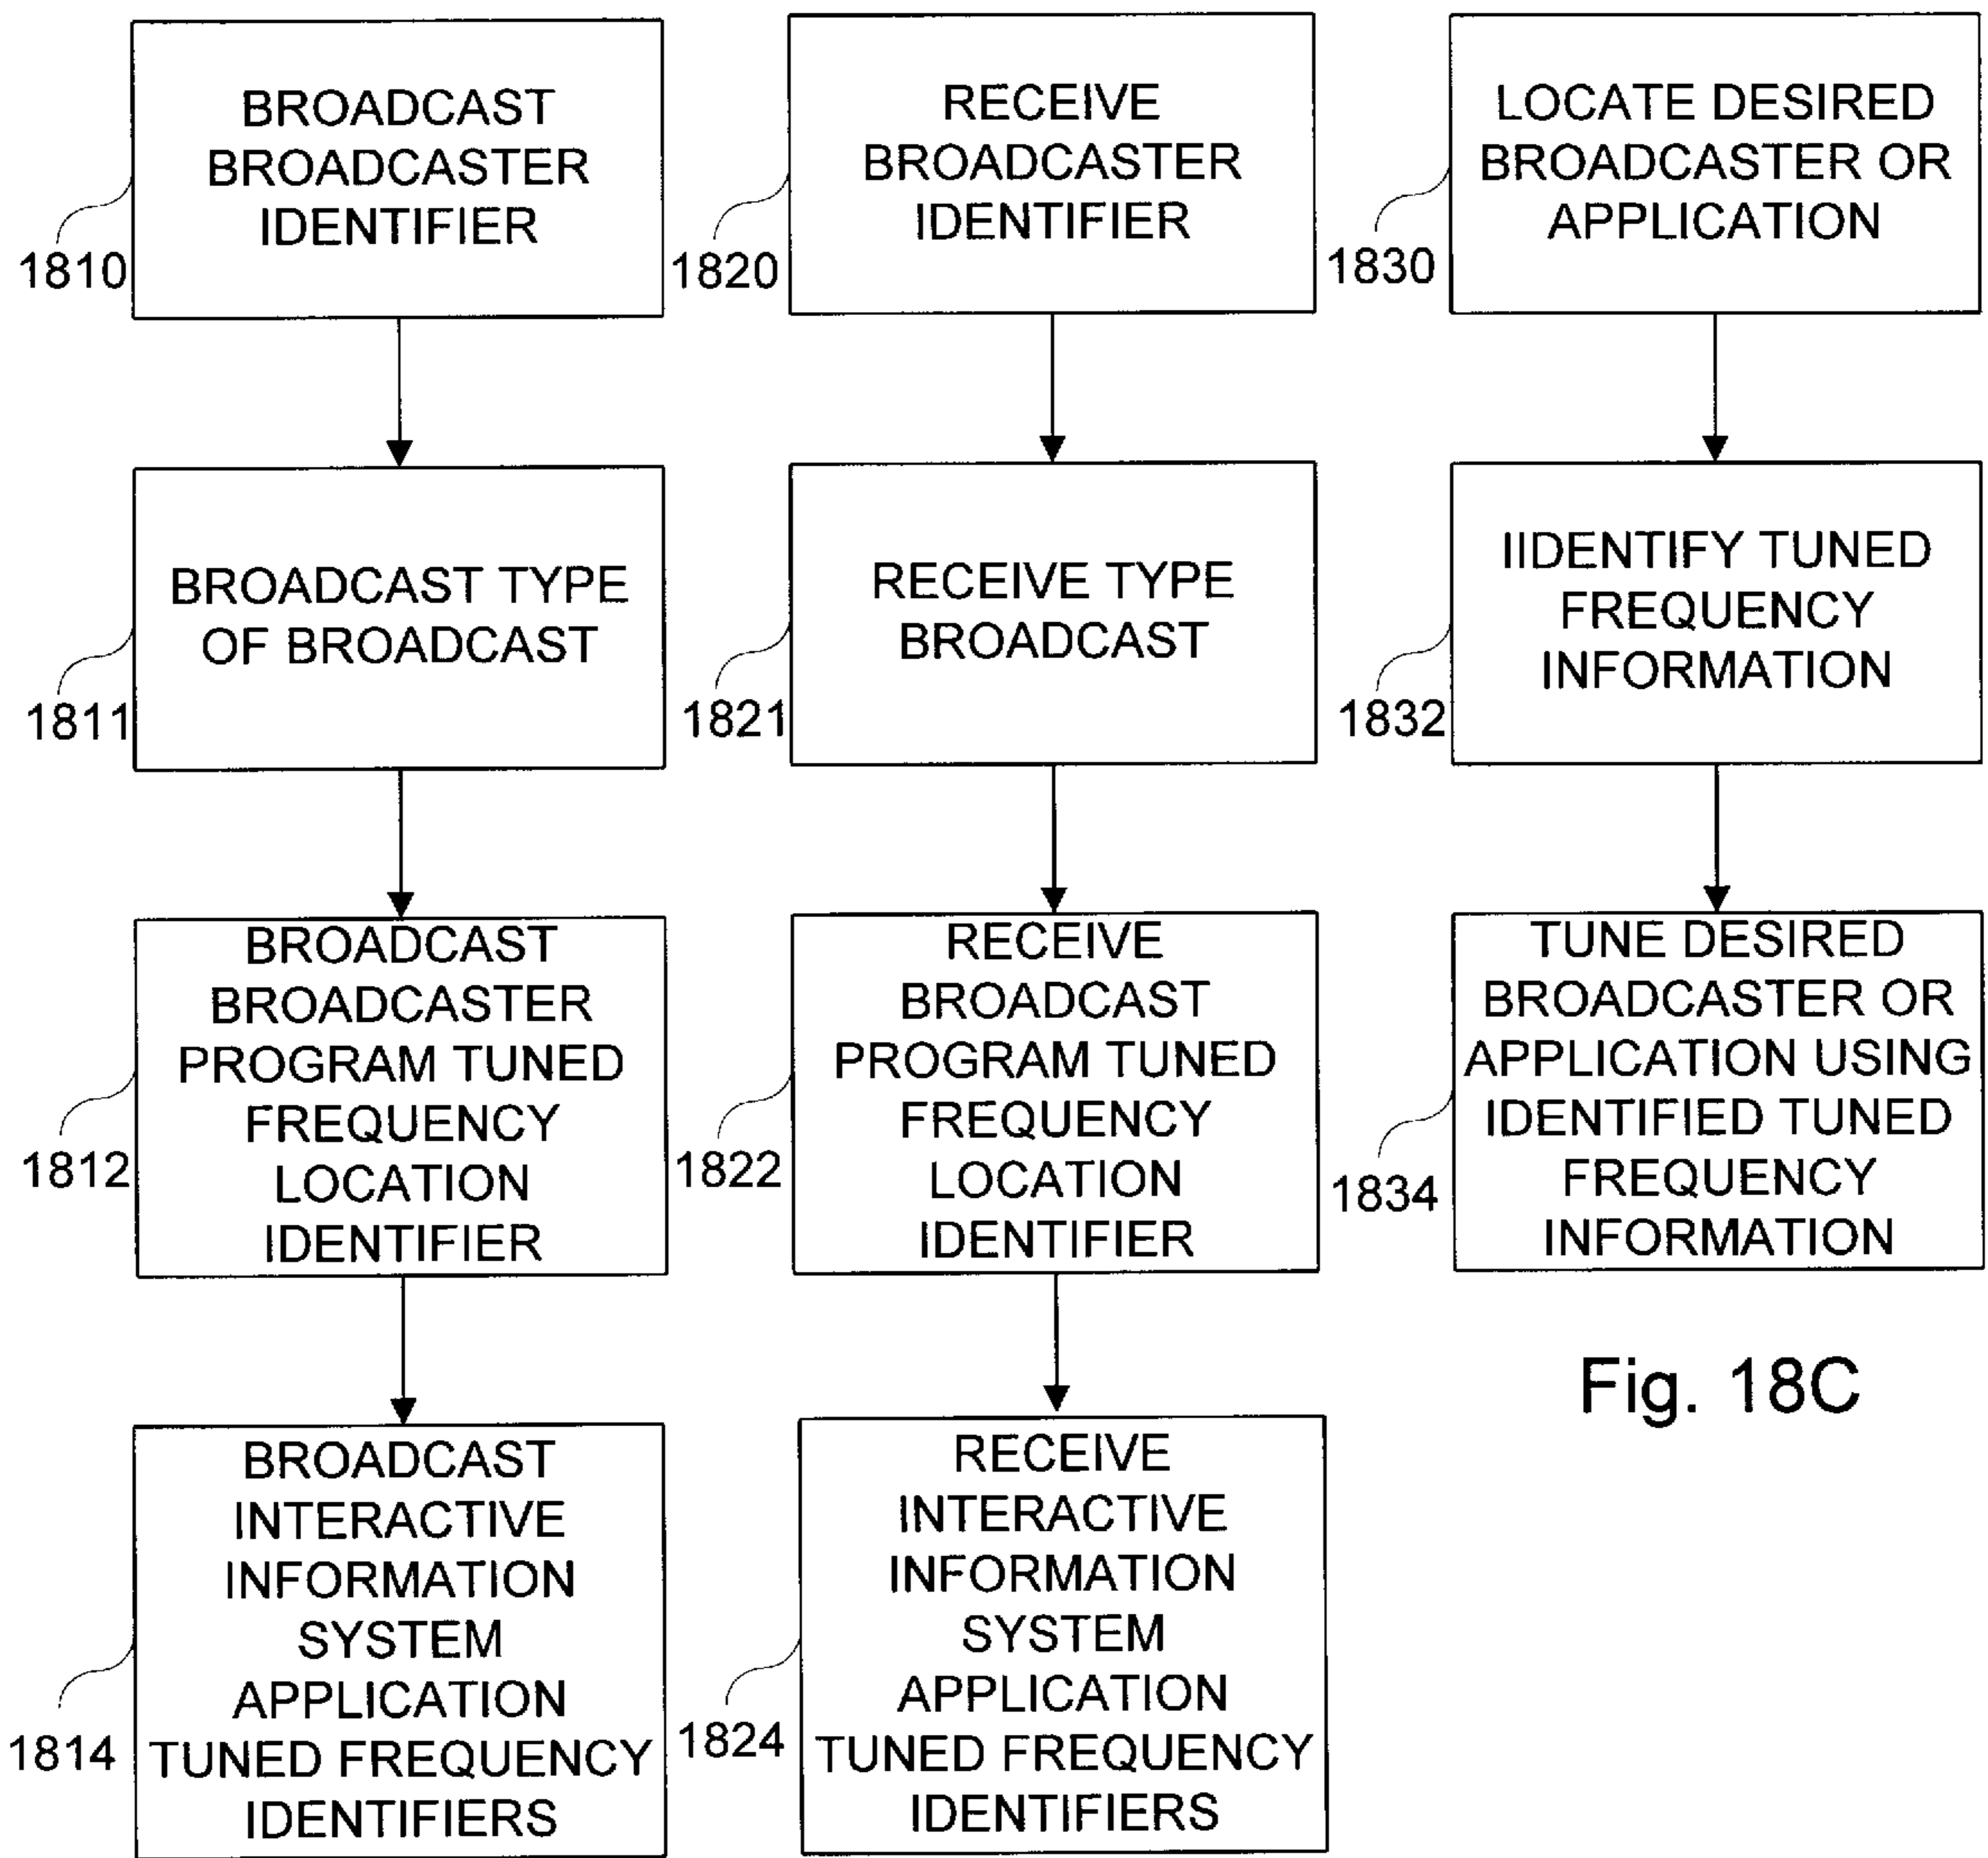 BROADCAST
BROADCASTER
IDENTIFIER
1810
BROADCAST TYPE
OF BROADCAST
1811
BROADCAST
BROADCASTER
PROGRAM TUNED
FREQUENCY
LOCATION
IDENTIFIER
1812
BROADCAST
INTERACTIVE
INFORMATION
SYSTEM
APPLICATION
TUNED FREQUENCY
IDENTIFIERS
1814
RECEIVE
BROADCASTER
IDENTIFIER
1820
RECEIVE TYPE
BROADCAST
1821
RECEIVE
BROADCAST
PROGRAM TUNED
FREQUENCY
LOCATION
IDENTIFIER
1822
RECEIVE
INTERACTIVE
INFORMATION
SYSTEM
APPLICATION
TUNED FREQUENCY
IDENTIFIERS
1824
LOCATE DESIRED
BROADCASTER OR
APPLICATION
1830
IIDENTIFY TUNED
FREQUENCY
INFORMATION
1832
TUNE DESIRED
BROADCASTER OR
APPLICATION USING
IDENTIFIED TUNED
FREQUENCY
INFORMATION
1834
Fig. 18C